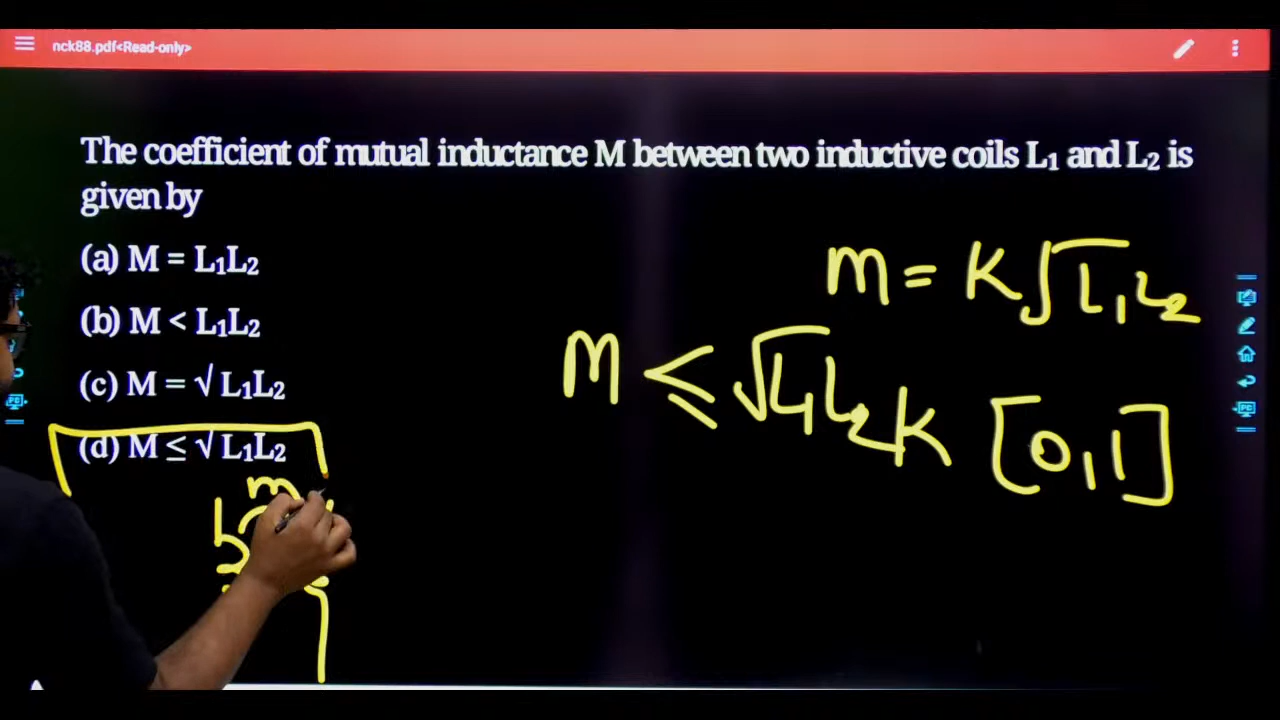 nck88.pdf<Read-only>
The coefficient of mutual inductance M between two inductive coils L₁ and L₂ is
given by
(a) M = L₁L₂
(b) M < L₁L₂
(c) M = √ L₁L₂
(d) M ≤ √ L₁L₂
m = K√L₁L₂
M ≤ √L₁L₂
K [0,1]
m